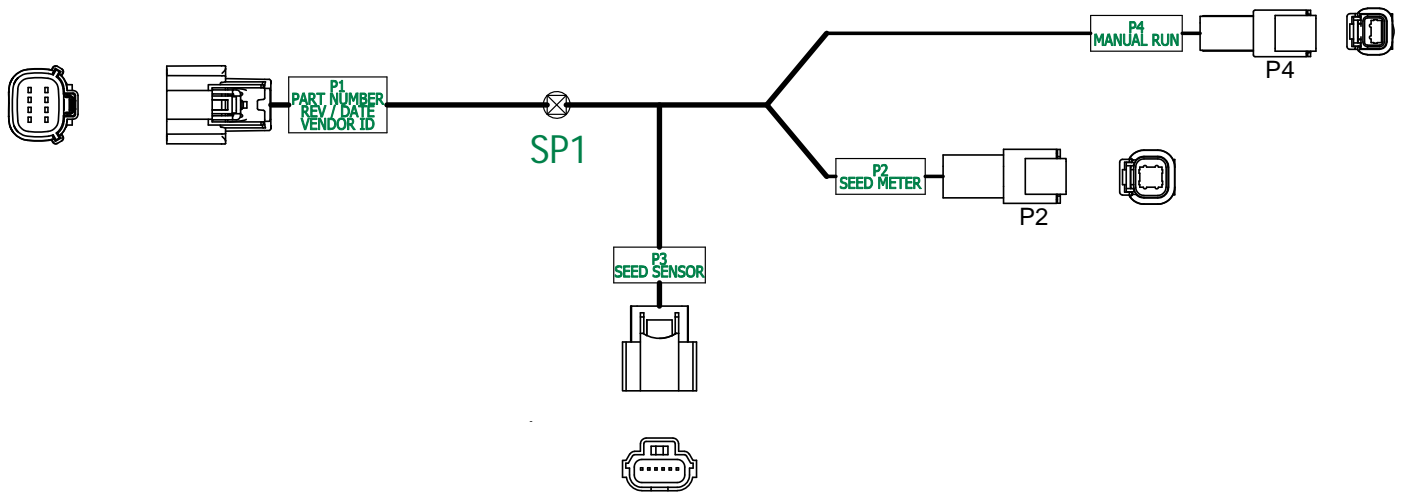 P4
MANUAL RUN
P4
P1
PART NUMBER
REV / DATE
VENDOR ID
SP1
P2
SEED METER
P2
P3
SEED SENSOR